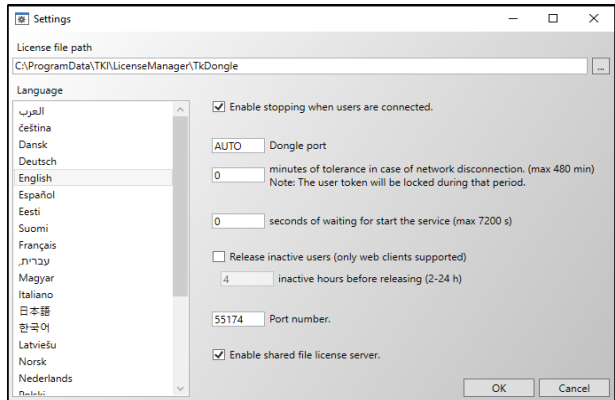 Settings
License file path
C:\ProgramData\TKI\LicenseManager\TkDongle
...
Language
العرب
čeština
Dansk
Deutsch
English
Español
Eesti
Suomi
Français
עברית,
Magyar
Italiano
日本語
한국어
Latviešu
Norsk
Nederlands
Polski
Enable stopping when users are connected.
AUTO Dongle port
0 minutes of tolerance in case of network disconnection. (max 480 min)
Note: The user token will be locked during that period.
0 seconds of waiting for start the service (max 7200 s)
Release inactive users (only web clients supported)
4 inactive hours before releasing (2-24 h)
55174 Port number.
Enable shared file license server.
OK Cancel